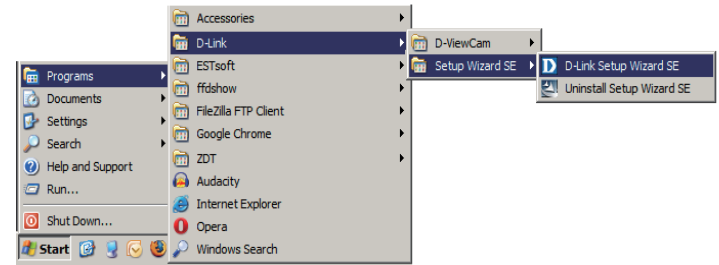 Programs
Documents
Settings
Search
Help and Support
Run...
Shut Down...
Start
Accessories
D-Link
ESTsoft
ffdshow
FileZilla FTP Client
Google Chrome
ZDT
Audacity
Internet Explorer
Opera
Windows Search
D-ViewCam
Setup Wizard SE
D-Link Setup Wizard SE
Uninstall Setup Wizard SE